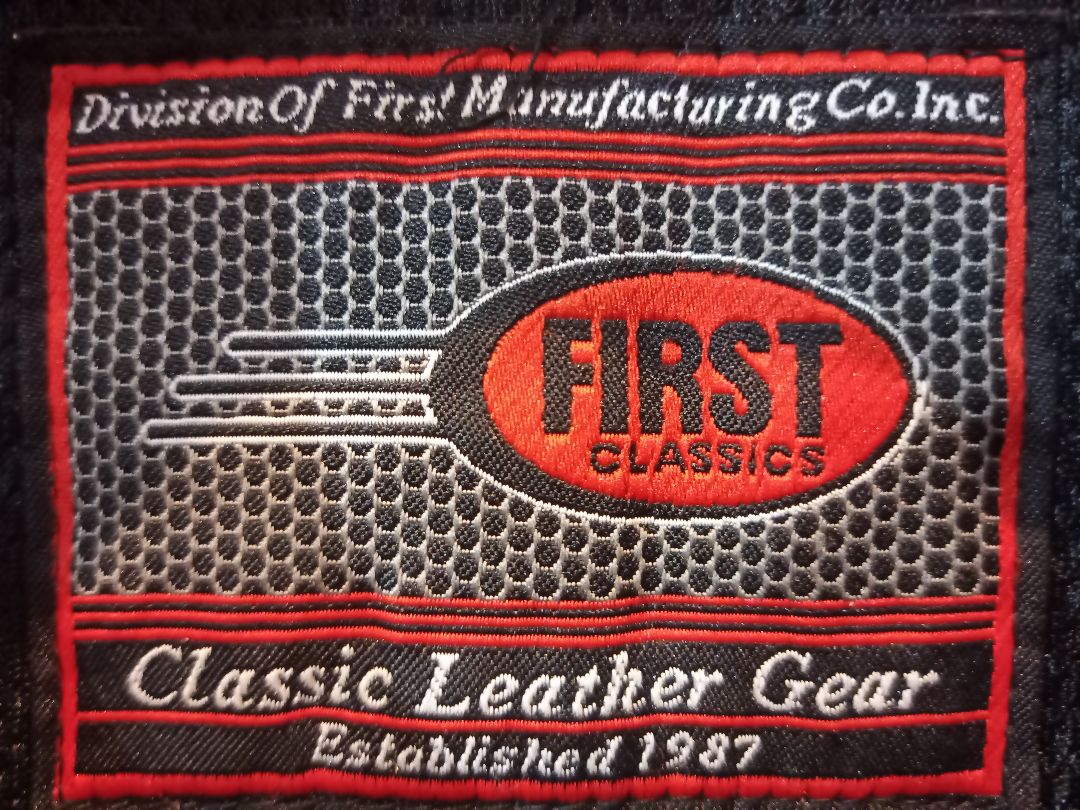 Division Of First Manufacturing Co. Inc.
FIRST
CLASSICS
Classic Leather Gear
Established 1987